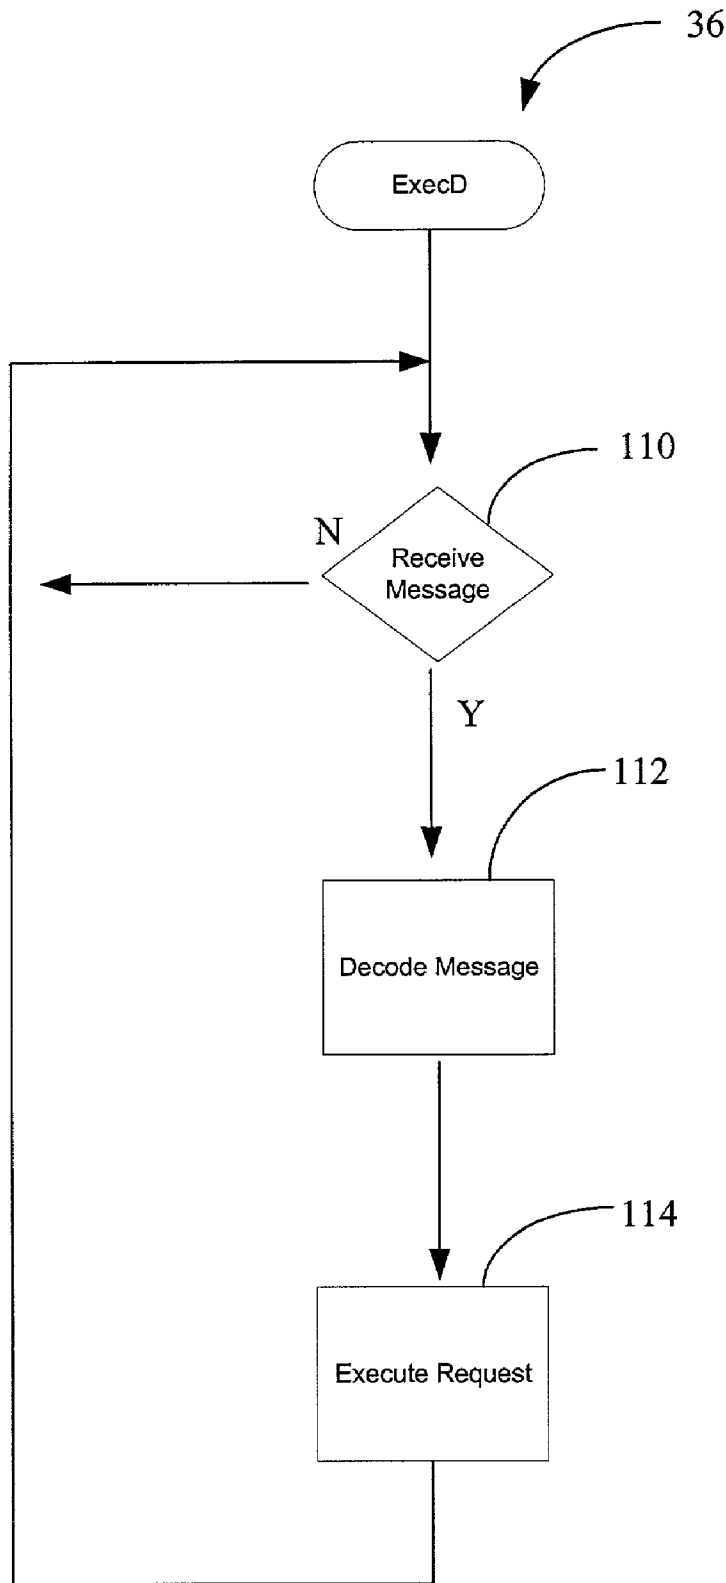 36
ExecD
110
N
Receive
Message
Y
112
Decode Message
114
Execute Request